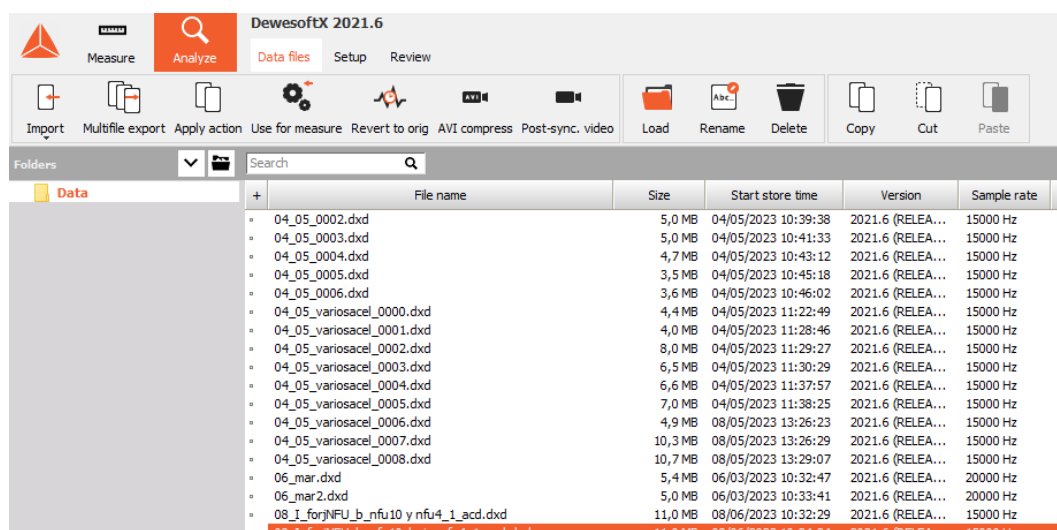 DewesoftX 2021.6
Measure Analyze Data files Setup Review
Import Multifile export Apply action Use for measure Revert to orig AVI compress Post-sync. video Load Rename Delete Copy Cut Paste
Folders Search
Data + File name Size Start store time Version Sample rate
04_05_0002.dxd 5,0 MB 04/05/2023 10:39:38 2021.6 (RELEA... 15000 Hz
04_05_0003.dxd 5,0 MB 04/05/2023 10:41:33 2021.6 (RELEA... 15000 Hz
04_05_0004.dxd 4,7 MB 04/05/2023 10:43:12 2021.6 (RELEA... 15000 Hz
04_05_0005.dxd 3,5 MB 04/05/2023 10:45:18 2021.6 (RELEA... 15000 Hz
04_05_0006.dxd 3,6 MB 04/05/2023 10:46:02 2021.6 (RELEA... 15000 Hz
04_05_variosacel_0000.dxd 4,4 MB 04/05/2023 11:22:49 2021.6 (RELEA... 15000 Hz
04_05_variosacel_0001.dxd 4,0 MB 04/05/2023 11:28:46 2021.6 (RELEA... 15000 Hz
04_05_variosacel_0002.dxd 8,0 MB 04/05/2023 11:29:27 2021.6 (RELEA... 15000 Hz
04_05_variosacel_0003.dxd 6,5 MB 04/05/2023 11:30:29 2021.6 (RELEA... 15000 Hz
04_05_variosacel_0004.dxd 6,6 MB 04/05/2023 11:37:57 2021.6 (RELEA... 15000 Hz
04_05_variosacel_0005.dxd 7,0 MB 04/05/2023 11:38:25 2021.6 (RELEA... 15000 Hz
04_05_variosacel_0006.dxd 4,9 MB 08/05/2023 13:26:23 2021.6 (RELEA... 15000 Hz
04_05_variosacel_0007.dxd 10,3 MB 08/05/2023 13:26:29 2021.6 (RELEA... 15000 Hz
04_05_variosacel_0008.dxd 10,7 MB 08/05/2023 13:29:07 2021.6 (RELEA... 15000 Hz
06_mar.dxd 5,4 MB 06/03/2023 10:32:47 2021.6 (RELEA... 20000 Hz
06_mar2.dxd 5,0 MB 06/03/2023 10:33:41 2021.6 (RELEA... 20000 Hz
08_I_forjNFU_b_nfu10 y nfu4_1_acd.dxd 11,0 MB 08/06/2023 10:32:29 2021.6 (RELEA... 15000 Hz